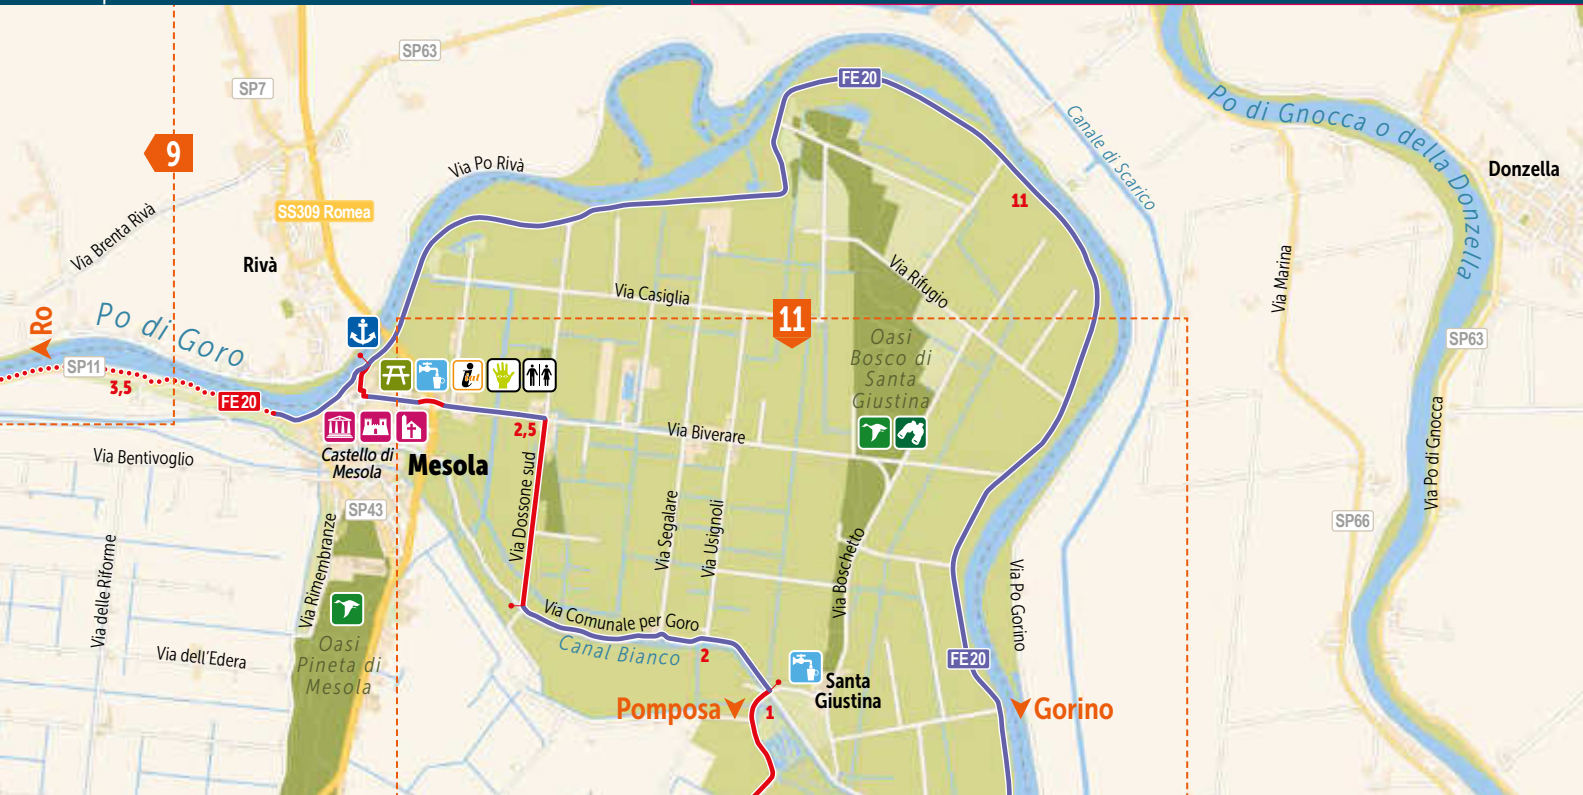 SP63
SP7
FE20
Po di Gnocca o della Donzella
Canale di Scarico
9
Via Po Rivà
Donzella
11
SS309 Romea
Via Brenta Rivà
Rivà
Via Rifugio
Via Marina
Via Casiglia
Ro
Po di Goro
11
Oasi
Bosco di
Santa
Giustina
SP63
SP11
3,5
FE20
2,5
Via Biverare
Castello di
Mesola
Mesola
Via Bentivoglio
Via Dossone sud
Via Po di Gnocca
SP43
SP66
Via Segalare
Via Usignoli
Via delle Riforme
Via Rimembranze
Via Boschetto
Via Po Gorino
Via Comunale per Goro
Canal Bianco
2
Oasi
Pineta di
Mesola
Via dell'Edera
FE20
Santa
Giustina
Pomposa
1
Gorino